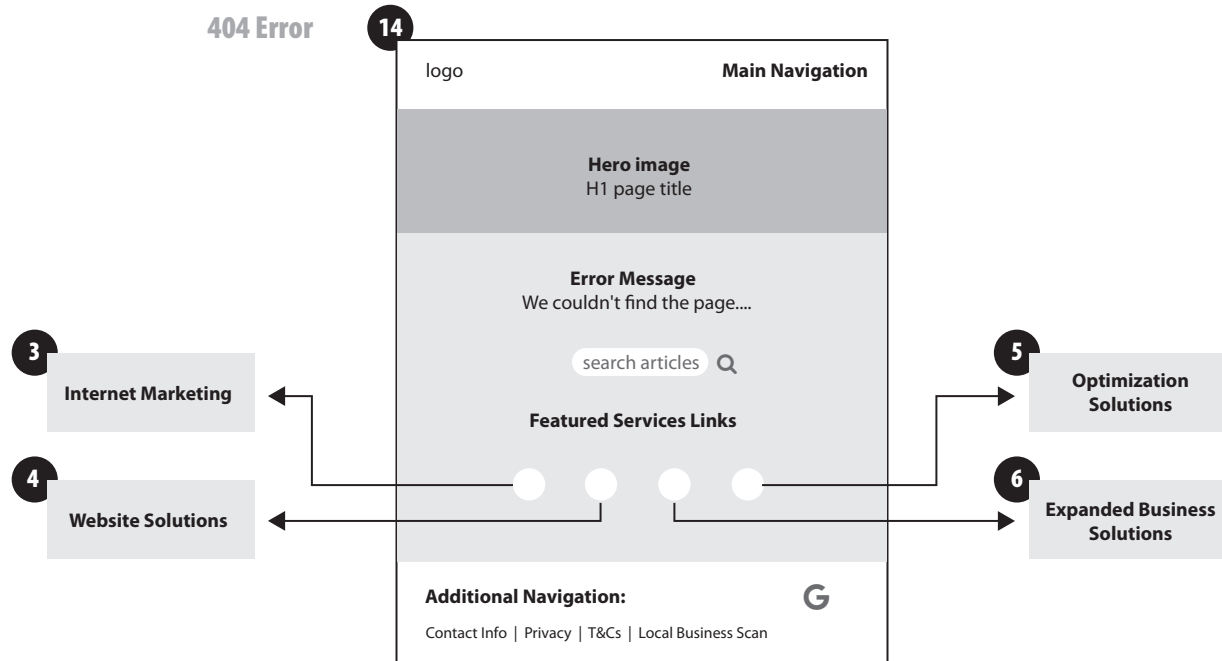 404 Error
14
logo
Main Navigation
Hero image
H1 page title
Error Message
We couldn't find the page....
search articles
Featured Services Links
3
Internet Marketing
4
Website Solutions
5
Optimization
Solutions
6
Expanded Business
Solutions
Additional Navigation:
G
Contact Info | Privacy | T&Cs | Local Business Scan